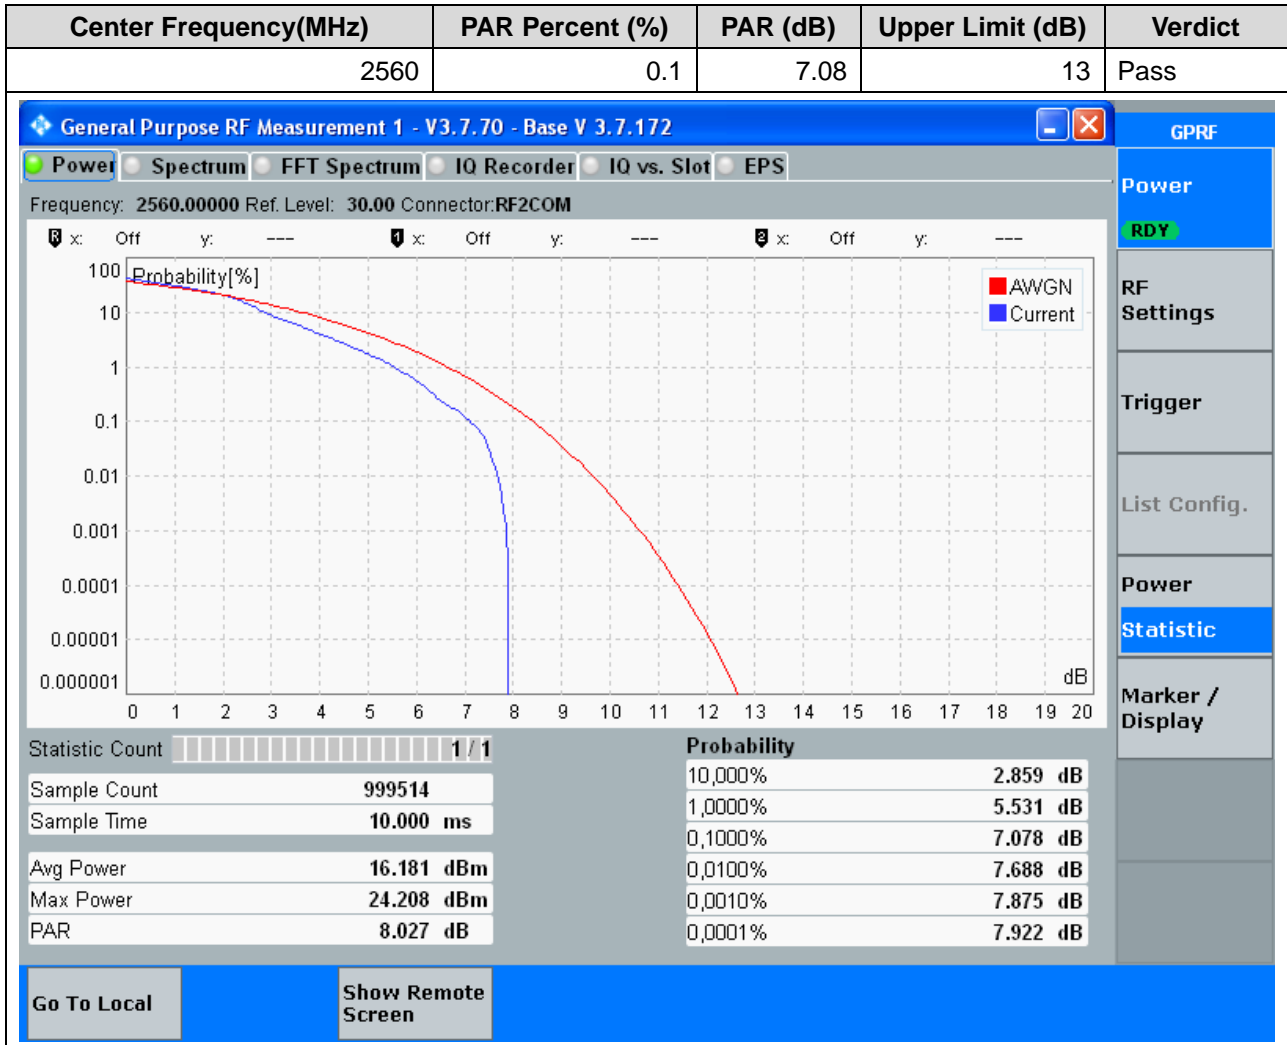 Center Frequency(MHz) PAR Percent (%) PAR (dB) Upper Limit (dB) Verdict
2560 0.1 7.08 13 Pass
General Purpose RF Measurement 1 - V3.7.70 - Base V 3.7.172
GPRF
Power Spectrum FFT Spectrum IQ Recorder IQ vs. Slot EPS
Power
RDY
Frequency: 2560.00000 Ref. Level: 30.00 Connector:RF2COM
R x: Off y: --- 1 x: Off y: --- 2 x: Off y: ---
Probability[%]
AWGN
Current
100
10
1
0.1
0.01
0.001
0.0001
0.00001
0.000001
dB
0 1 2 3 4 5 6 7 8 9 10 11 12 13 14 15 16 17 18 19 20
RF
Settings
Trigger
List Config.
Power
Statistic
Marker /
Display
Statistic Count 1 / 1
Sample Count 999514
Sample Time 10.000 ms
Avg Power 16.181 dBm
Max Power 24.208 dBm
PAR 8.027 dB
Probability
10,000% 2.859 dB
1,0000% 5.531 dB
0,1000% 7.078 dB
0,0100% 7.688 dB
0,0010% 7.875 dB
0,0001% 7.922 dB
Go To Local
Show Remote
Screen